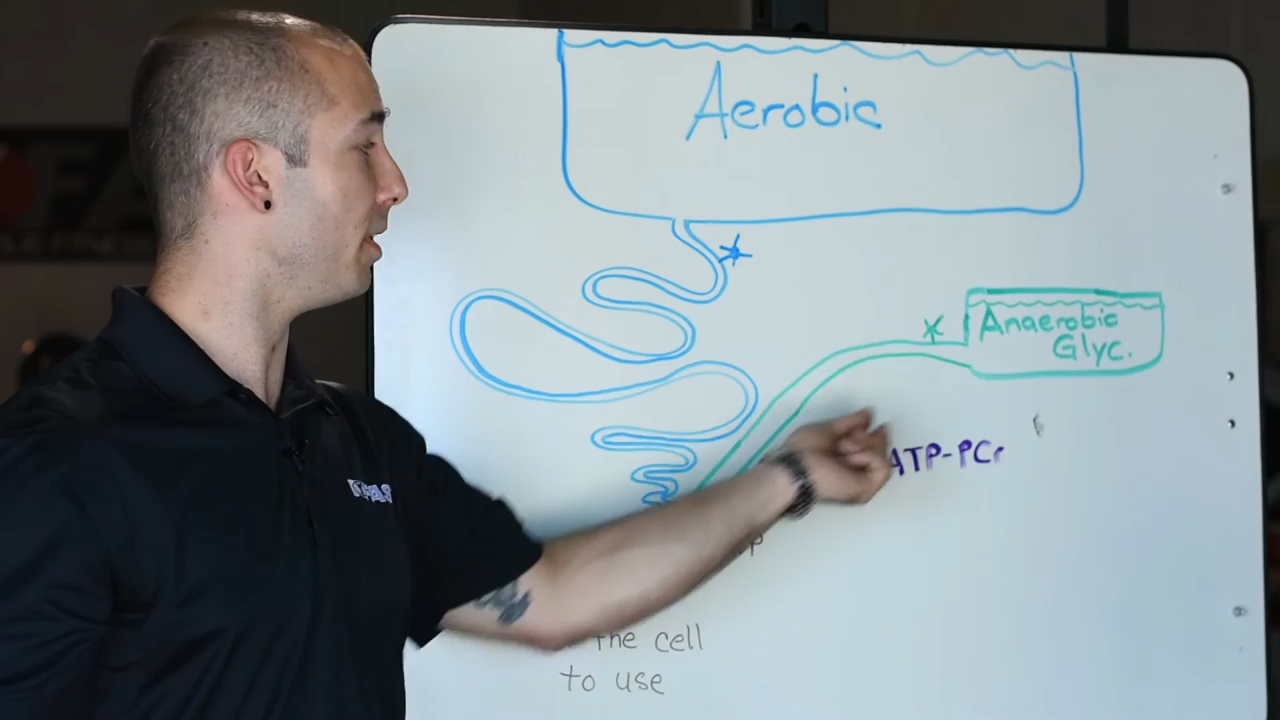 Aerobic
Anaerobic
Glyc.
ATP-PCr
the cell
to use